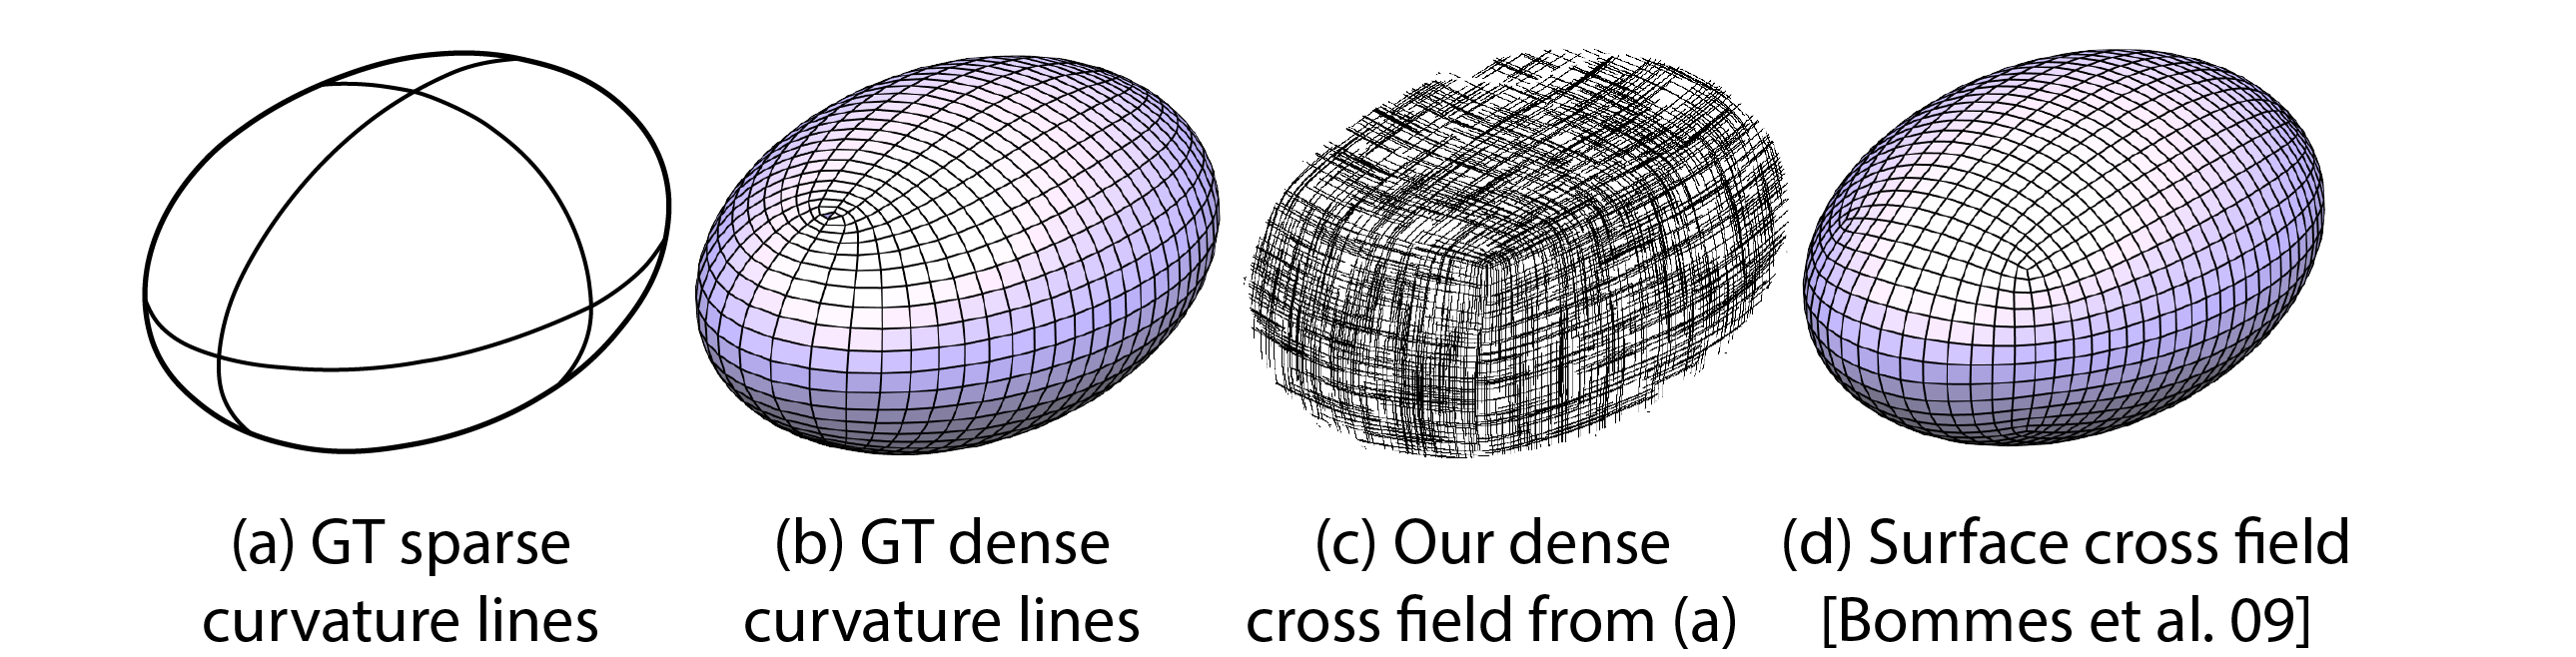 (a) GT sparse
curvature lines
(b) GT dense
curvature lines
(c) Our dense
cross field from (a)
(d) Surface cross field
[Bommes et al. 09]